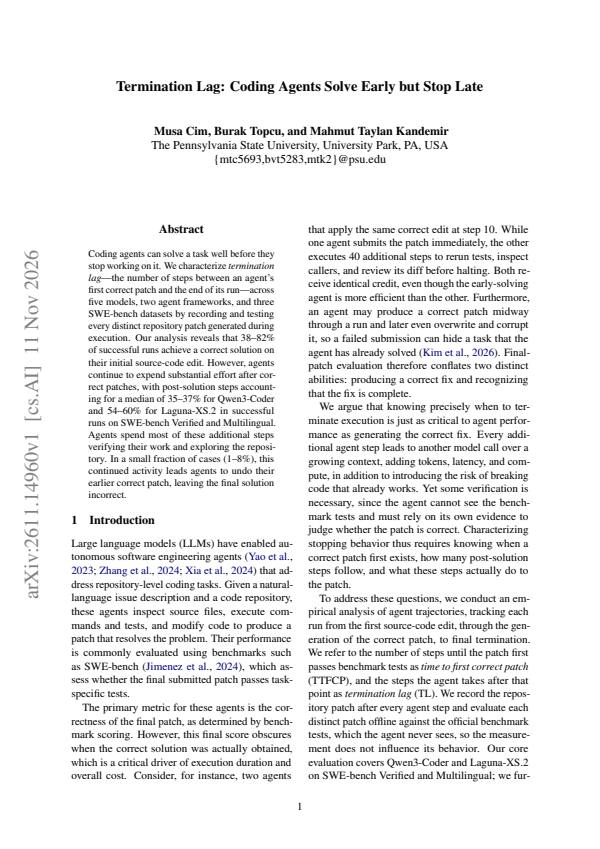 Termination Lag: Coding Agents Solve Early but Stop Late
Musa Cim, Burak Topcu, and Mahmut Taylan Kandemir
The Pennsylvania State University, University Park, PA, USA
{mtc5693,bvt5283,mtk2}@psu.edu
arXiv:2611.14960v1 [cs.AI] 11 Nov 2026
Abstract
Coding agents can solve a task well before they
stop working on it. We characterize termination
lag—the number of steps between an agent's
first correct patch and the end of its run—across
five models, two agent frameworks, and three
SWE-bench datasets by recording and testing
every distinct repository patch generated during
execution. Our analysis reveals that 38–82%
of successful runs achieve a correct solution on
their initial source-code edit. However, agents
continue to expend substantial effort after cor-
rect patches, with post-solution steps account-
ing for a median of 35–37% for Qwen3-Coder
and 54–60% for Laguna-XS.2 in successful
runs on SWE-bench Verified and Multilingual.
Agents spend most of these additional steps
verifying their work and exploring the reposi-
tory. In a small fraction of cases (1–8%), this
continued activity leads agents to undo their
earlier correct patch, leaving the final solution
incorrect.
1 Introduction
Large language models (LLMs) have enabled au-
tonomous software engineering agents (Yao et al.,
2023; Zhang et al., 2024; Xia et al., 2024) that ad-
dress repository-level coding tasks. Given a natural-
language issue description and a code repository,
these agents inspect source files, execute com-
mands and tests, and modify code to produce a
patch that resolves the problem. Their performance
is commonly evaluated using benchmarks such
as SWE-bench (Jimenez et al., 2024), which as-
sess whether the final submitted patch passes task-
specific tests.
The primary metric for these agents is the cor-
rectness of the final patch, as determined by bench-
mark scoring. However, this final score obscures
when the correct solution was actually obtained,
which is a critical driver of execution duration and
overall cost. Consider, for instance, two agents
that apply the same correct edit at step 10. While
one agent submits the patch immediately, the other
executes 40 additional steps to rerun tests, inspect
callers, and review its diff before halting. Both re-
ceive identical credit, even though the early-solving
agent is more efficient than the other. Furthermore,
an agent may produce a correct patch midway
through a run and later even overwrite and corrupt
it, so a failed submission can hide a task that the
agent has already solved (Kim et al., 2026). Final-
patch evaluation therefore conflates two distinct
abilities: producing a correct fix and recognizing
that the fix is complete.
We argue that knowing precisely when to ter-
minate execution is just as critical to agent perfor-
mance as generating the correct fix. Every addi-
tional agent step leads to another model call over a
growing context, adding tokens, latency, and com-
pute, in addition to introducing the risk of breaking
code that already works. Yet some verification is
necessary, since the agent cannot see the bench-
mark tests and must rely on its own evidence to
judge whether the patch is correct. Characterizing
stopping behavior thus requires knowing when a
correct patch first exists, how many post-solution
steps follow, and what these steps actually do to
the patch.
To address these questions, we conduct an em-
pirical analysis of agent trajectories, tracking each
run from the first source-code edit, through the gen-
eration of the correct patch, to final termination.
We refer to the number of steps until the patch first
passes benchmark tests as time to first correct patch
(TTFCP), and the steps the agent takes after that
point as termination lag (TL). We record the repos-
itory patch after every agent step and evaluate each
distinct patch offline against the official benchmark
tests, which the agent never sees, so the measure-
ment does not influence its behavior. Our core
evaluation covers Qwen3-Coder and Laguna-XS.2
on SWE-bench Verified and Multilingual; we fur-
1